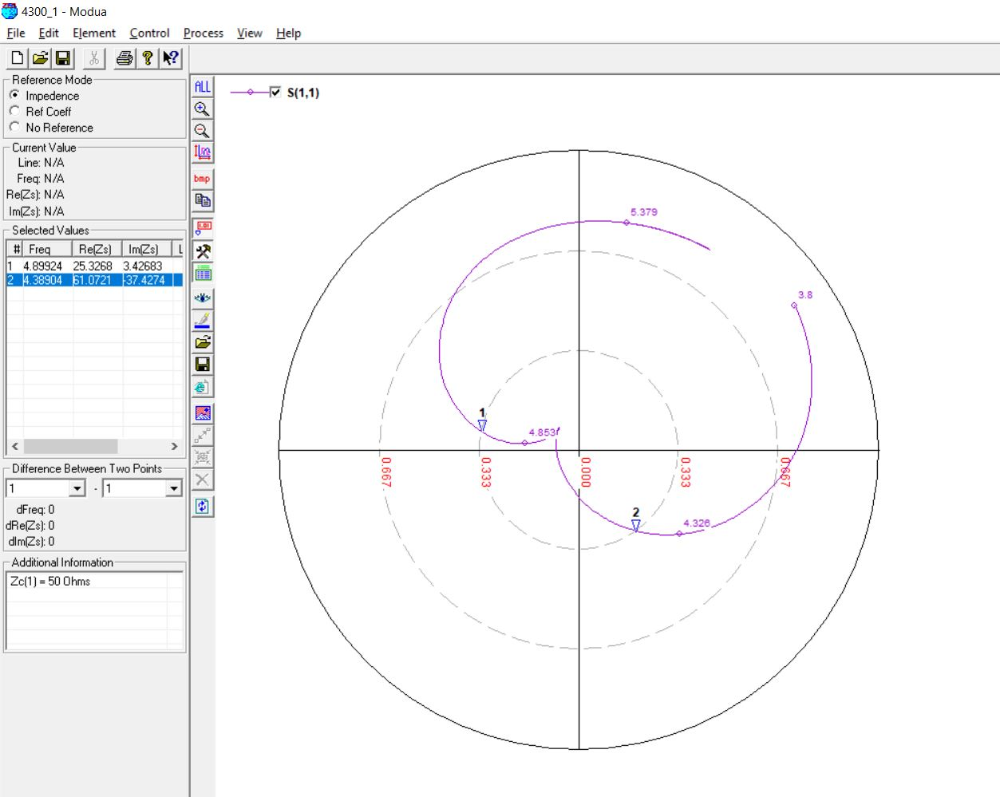 4300_1 - Modua
File Edit Element Control Process View Help
Reference Mode
Impedence
Ref Coeff
No Reference
Current Value
Line: N/A
Freq: N/A
Re(Zs): N/A
Im(Zs): N/A
Selected Values
# Freq Re(Zs) Im(Zs) L
1 4.89924 25.3268 3.42683
2 4.38904 61.0721 -37.4274
Difference Between Two Points
1 - 1
dFreq: 0
dRe(Zs): 0
dIm(Zs): 0
Additional Information
Zc(1) = 50 Ohms
ALL
bmp
1.01
S(1,1)
5.379
3.8
1
4.853
0.667
0.333
0.000
0.333
0.667
2
4.326